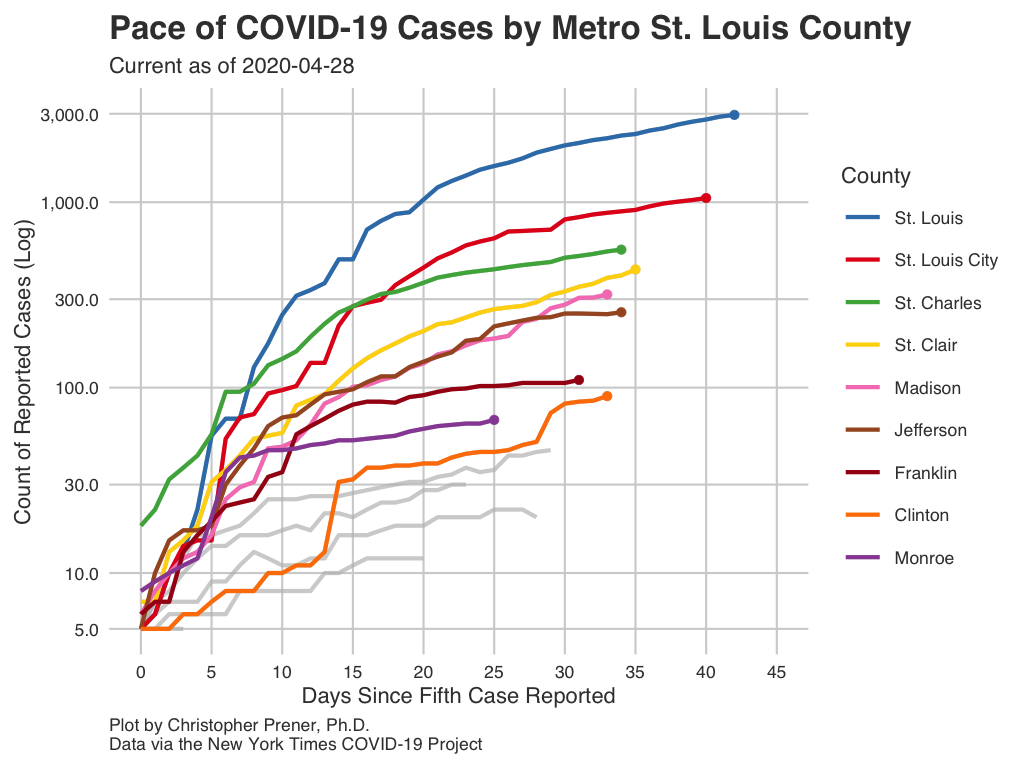 Pace of COVID-19 Cases by Metro St. Louis County
Current as of 2020-04-28
Count of Reported Cases (Log)
3,000.0
1,000.0
300.0
100.0
30.0
10.0
5.0
0 5 10 15 20 25 30 35 40 45
Days Since Fifth Case Reported
County
St. Louis
St. Louis City
St. Charles
St. Clair
Madison
Jefferson
Franklin
Clinton
Monroe
Plot by Christopher Prener, Ph.D.
Data via the New York Times COVID-19 Project